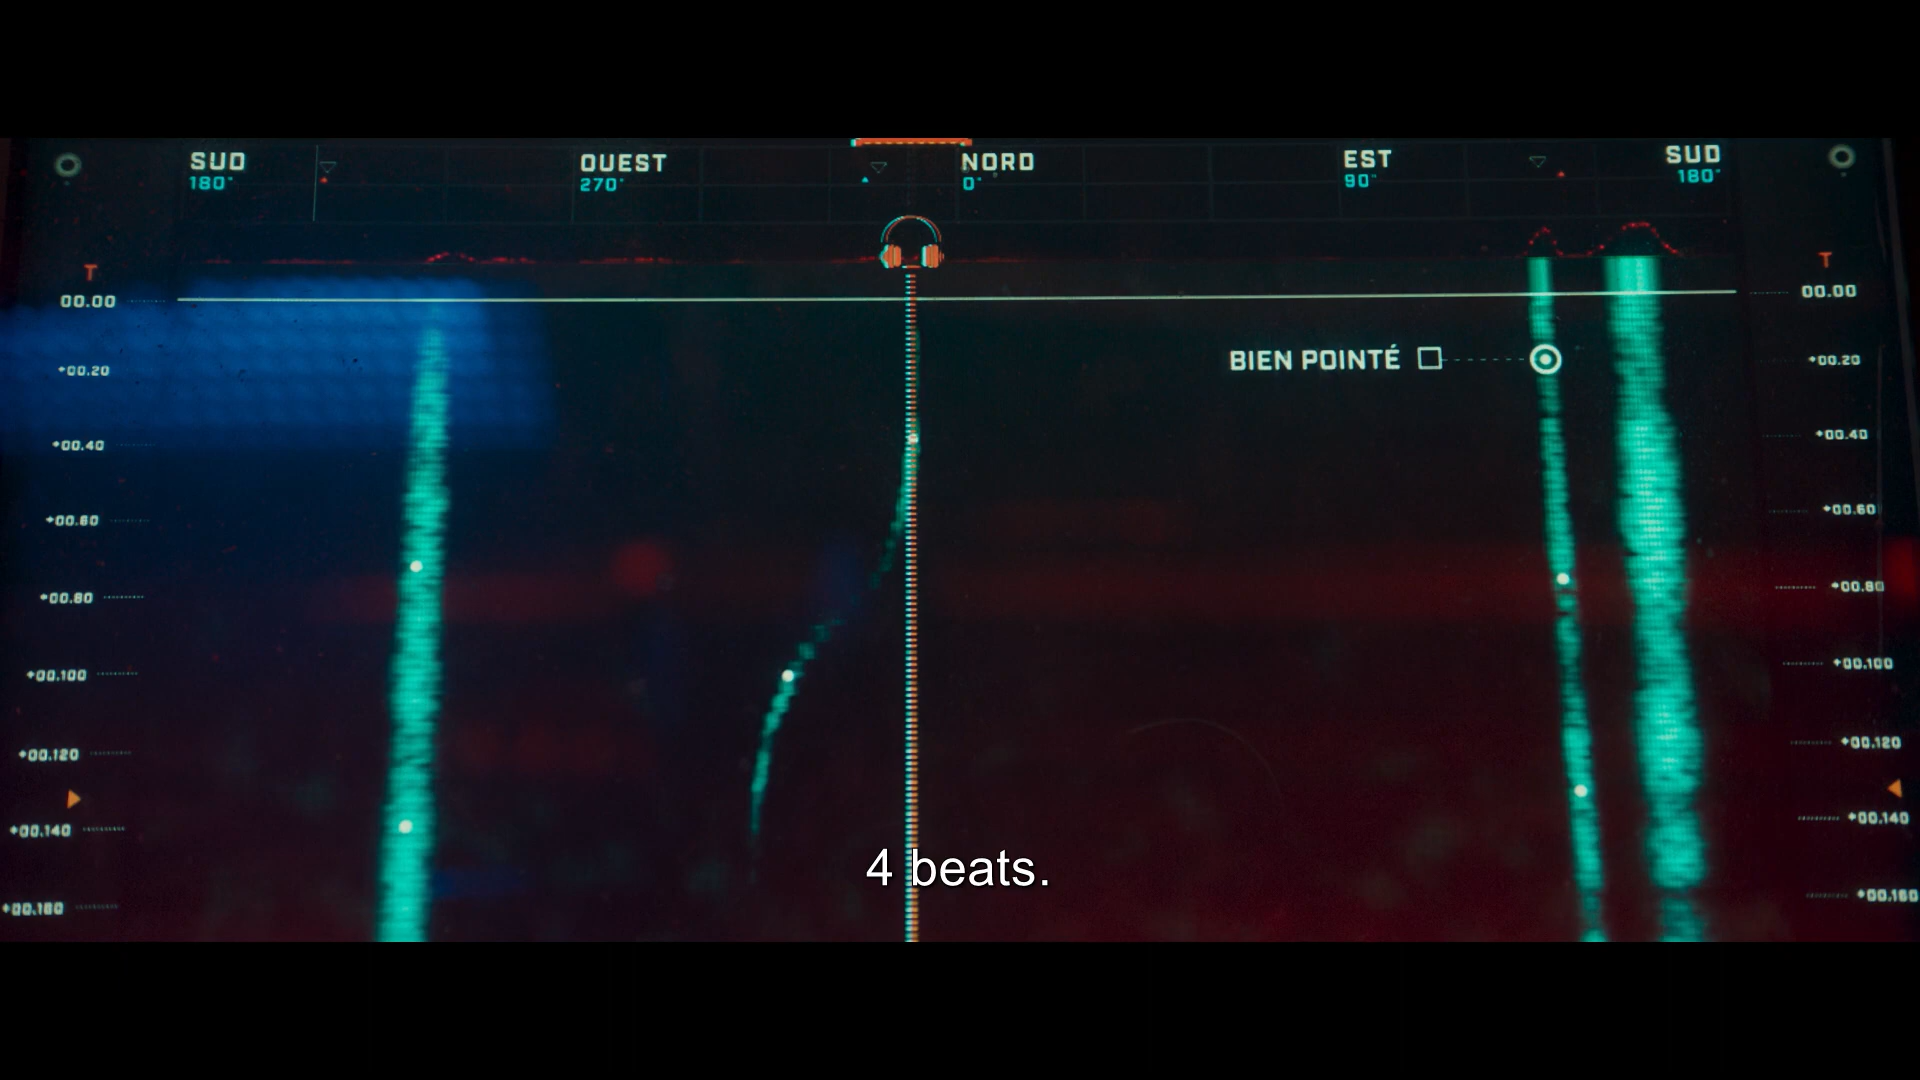 SUD OUEST NORD EST SUD
180° 270° 0° 90° 180°
T T
00.00 00.00
+00.20 BIEN POINTÉ +00.20
+00.40 +00.40
+00.60 +00.60
+00.80 +00.80
+00.100 +00.100
+00.120 +00.120
+00.140 +00.140
4 beats.
+00.160 +00.160